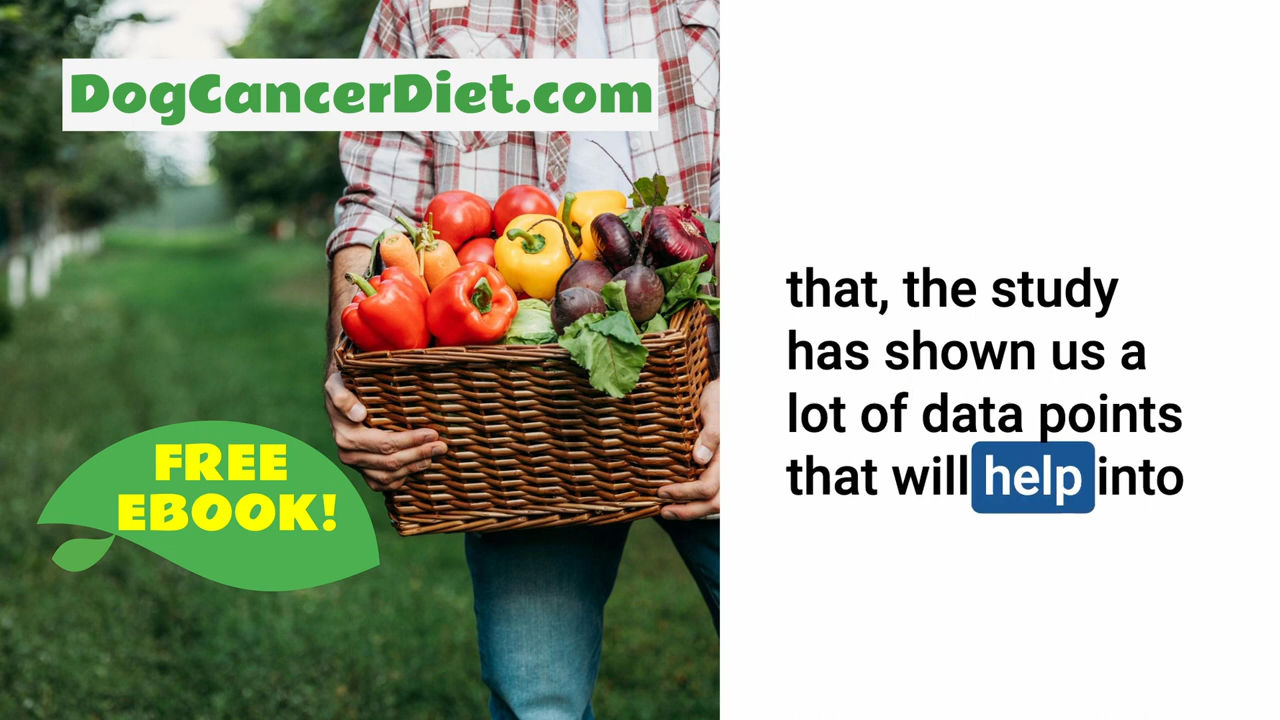 DogCancerDiet.com
FREE
EBOOK!
that, the study
has shown us a
lot of data points
that will help into